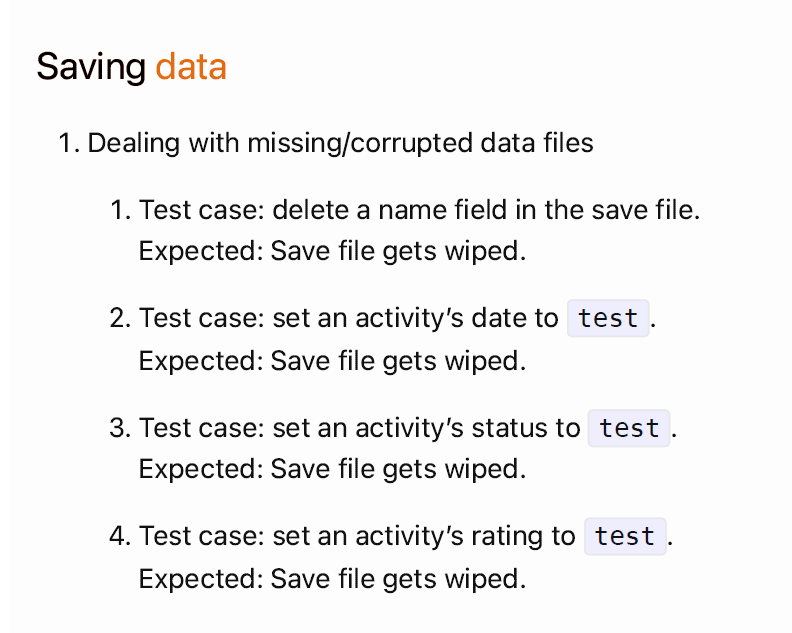 Saving data
1. Dealing with missing/corrupted data files
1. Test case: delete a name field in the save file.
Expected: Save file gets wiped.
2. Test case: set an activity’s date to test.
Expected: Save file gets wiped.
3. Test case: set an activity’s status to test.
Expected: Save file gets wiped.
4. Test case: set an activity’s rating to test.
Expected: Save file gets wiped.